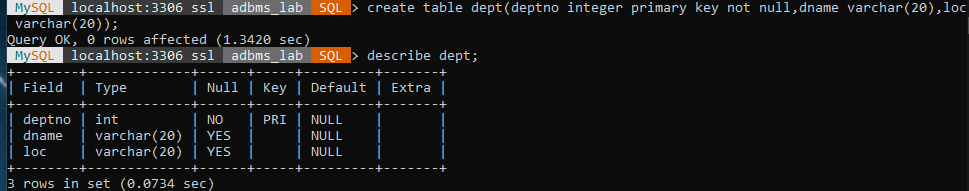 MySQL localhost:3306 ssl adbms_lab SQL > create table dept(deptno integer primary key not null,dname varchar(20),loc
varchar(20));
Query OK, 0 rows affected (1.3420 sec)
MySQL localhost:3306 ssl adbms_lab SQL > describe dept;
+--------+-------------+------+-----+---------+-------+
| Field | Type | Null | Key | Default | Extra |
+--------+-------------+------+-----+---------+-------+
| deptno | int | NO | PRI | NULL | |
| dname | varchar(20) | YES | | NULL | |
| loc | varchar(20) | YES | | NULL | |
+--------+-------------+------+-----+---------+-------+
3 rows in set (0.0734 sec)